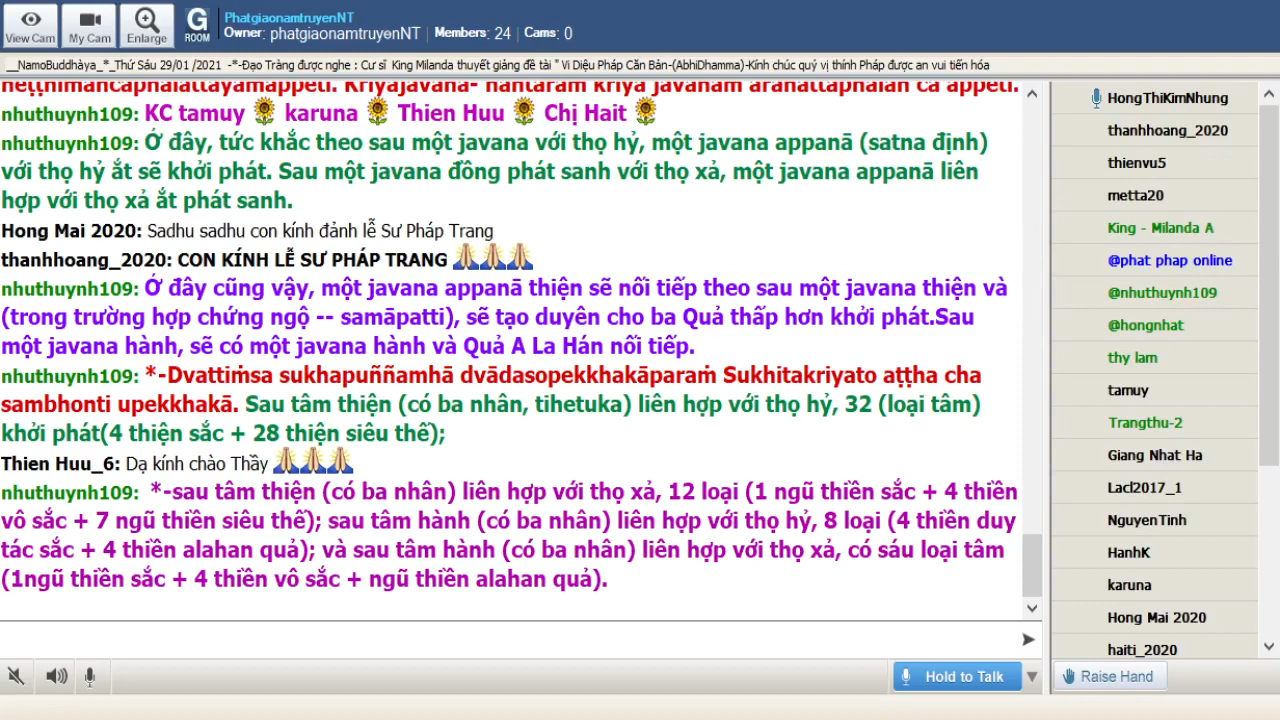 View Cam
My Cam
Enlarge
G
ROOM
PhatgiaonamtruyenNT
Owner: phatgiaonamtruyenNT | Members: 24 | Cams: 0
__NamoBuddhàya_*_Thứ Sáu 29/01 /2021 -*-Đạo Tràng được nghe : Cư sĩ King Milanda thuyết giảng đề tài " Vi Diệu Pháp Căn Bản-(AbhiDhamma)-Kính chúc quý vị thính Pháp được an vui tiến hóa
heṭṭhimañcaphalattayamappeti. Kriyajavana- nantaraṁ kriya javanaṁ arahattaphalañ ca appeti.
nhuthuynh109: KC tamuy 🌻 karuna 🌻 Thien Huu 🌻 Chị Hait 🌻
nhuthuynh109: Ở đây, tức khắc theo sau một javana với thọ hỷ, một javana appanā (satna định)
với thọ hỷ ắt sẽ khởi phát. Sau một javana đồng phát sanh với thọ xả, một javana appanā liên
hợp với thọ xả ắt phát sanh.
Hong Mai 2020: Sadhu sadhu con kính đảnh lễ Sư Pháp Trang
thanhhoang_2020: CON KÍNH LỄ SƯ PHÁP TRANG 🙏🙏🙏
nhuthuynh109: Ở đây cũng vậy, một javana appanā thiện sẽ nối tiếp theo sau một javana thiện và
(trong trường hợp chứng ngộ -- samāpatti), sẽ tạo duyên cho ba Quả thấp hơn khởi phát.Sau
một javana hành, sẽ có một javana hành và Quả A La Hán nối tiếp.
nhuthuynh109: *-Dvattiṁsa sukhapuññamhā dvādasopekkhakāparaṁ Sukhitakriyato aṭṭha cha
sambhonti upekkhakā. Sau tâm thiện (có ba nhân, tihetuka) liên hợp với thọ hỷ, 32 (loại tâm)
khởi phát(4 thiện sắc + 28 thiện siêu thế);
Thien Huu_6: Dạ kính chào Thầy 🙏🙏🙏
nhuthuynh109: *-sau tâm thiện (có ba nhân) liên hợp với thọ xả, 12 loại (1 ngũ thiền sắc + 4 thiền
vô sắc + 7 ngũ thiền siêu thế); sau tâm hành (có ba nhân) liên hợp với thọ hỷ, 8 loại (4 thiền duy
tác sắc + 4 thiền alahan quả); và sau tâm hành (có ba nhân) liên hợp với thọ xả, có sáu loại tâm
(1ngũ thiền sắc + 4 thiền vô sắc + ngũ thiền alahan quả).
Hold to Talk
HongThiKimNhung
thanhhoang_2020
thienvu5
metta20
King - Milanda A
@phat phap online
@nhuthuynh109
@hongnhat
thy lam
tamuy
Trangthu-2
Giang Nhat Ha
Lacl2017_1
NguyenTinh
HanhK
karuna
Hong Mai 2020
haiti_2020
Raise Hand